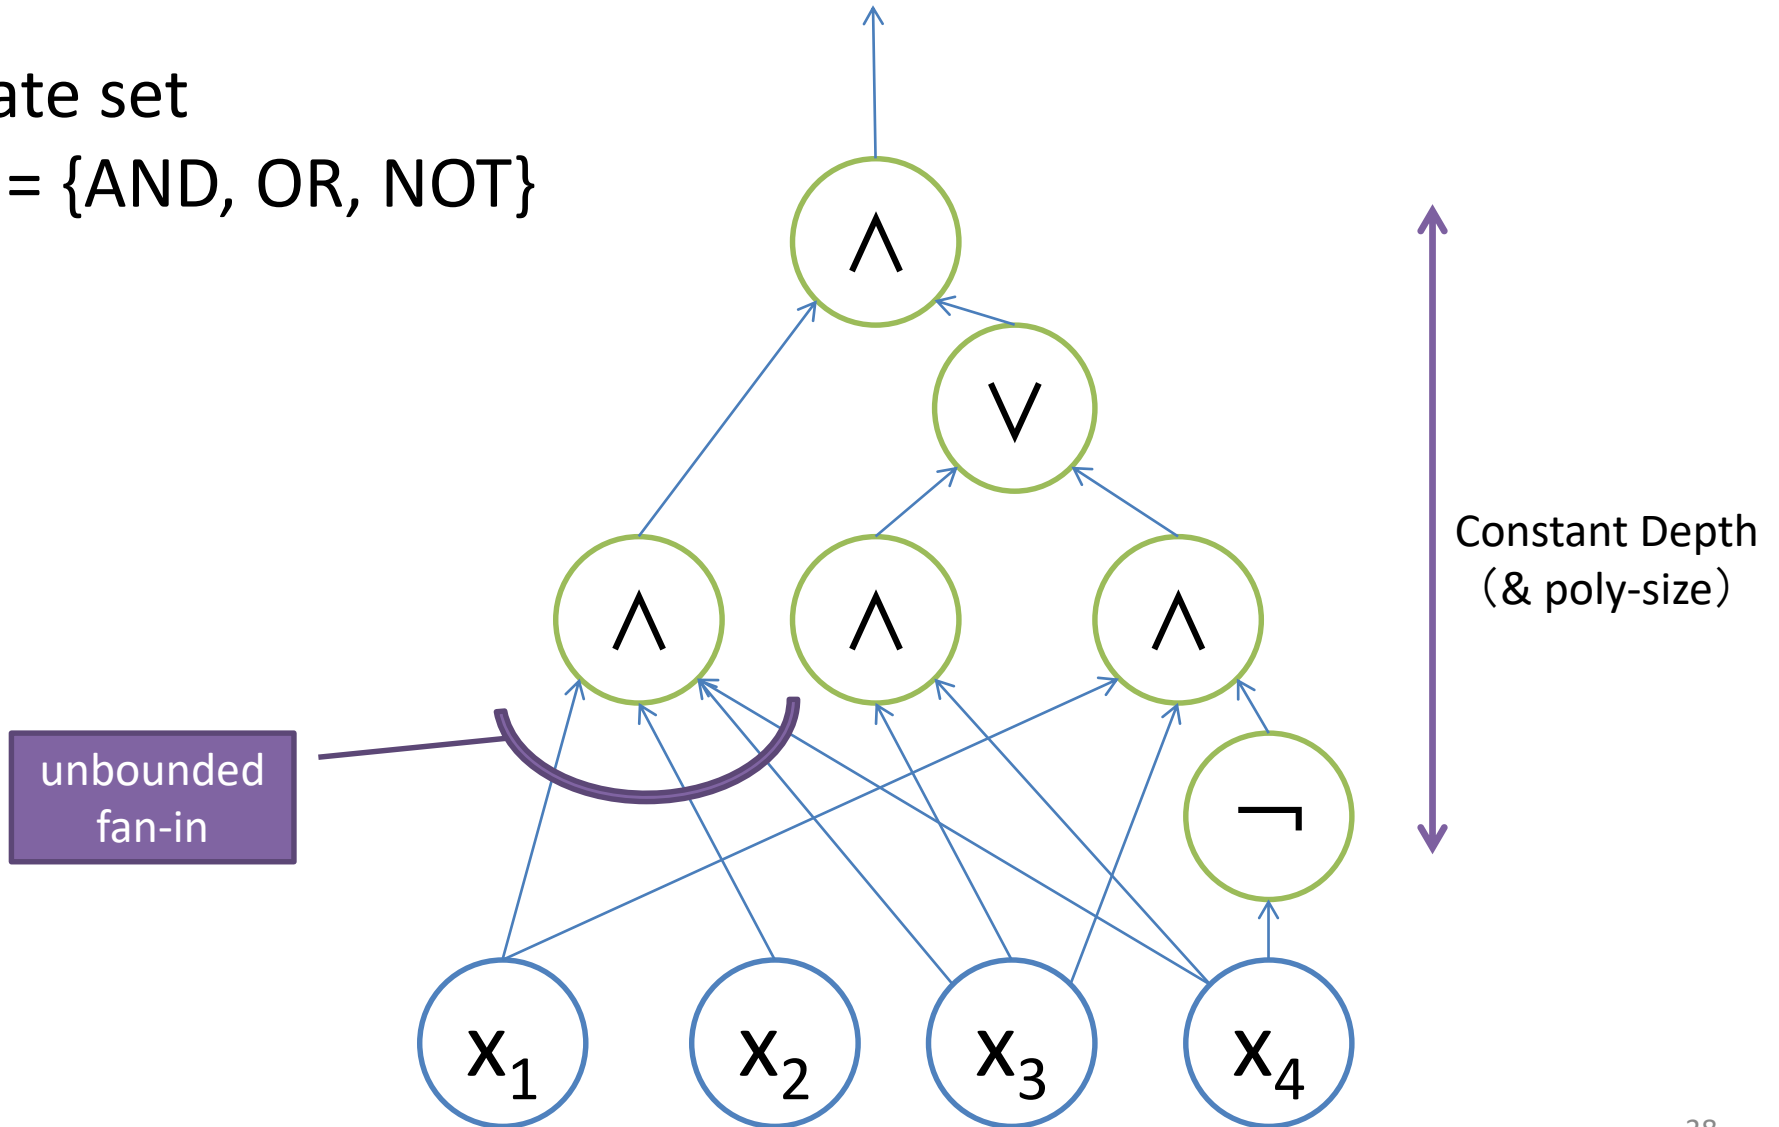 ate set
= {AND, OR, NOT}
∧
∨
∧ ∧ ∧
Constant Depth
（& poly-size）
unbounded
fan-in
¬
x₁ x₂ x₃ x₄